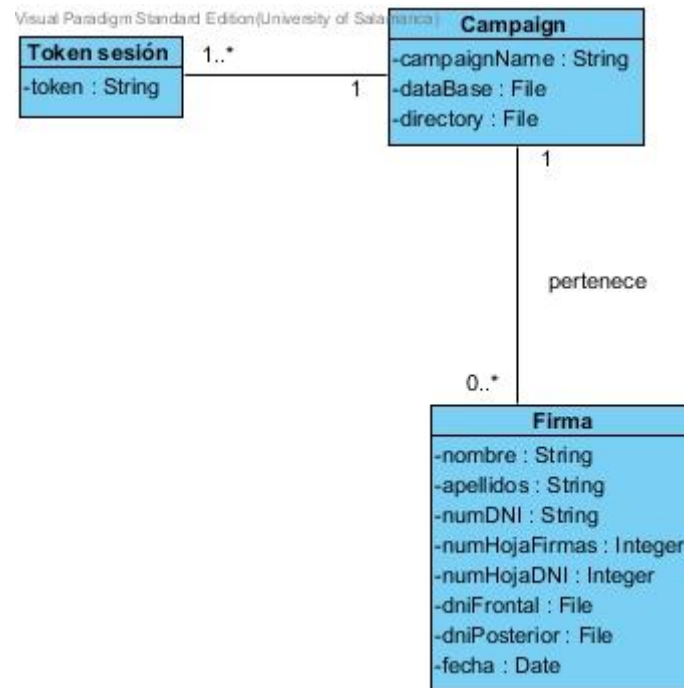 Visual Paradigm Standard Edition(University of Salamanca)
Campaign
-campaignName : String
-dataBase : File
-directory : File
Token sesión
-token : String
1..*
1
1
pertenece
0..*
Firma
-nombre : String
-apellidos : String
-numDNI : String
-numHojaFirmas : Integer
-numHojaDNI : Integer
-dniFrontal : File
-dniPosterior : File
-fecha : Date